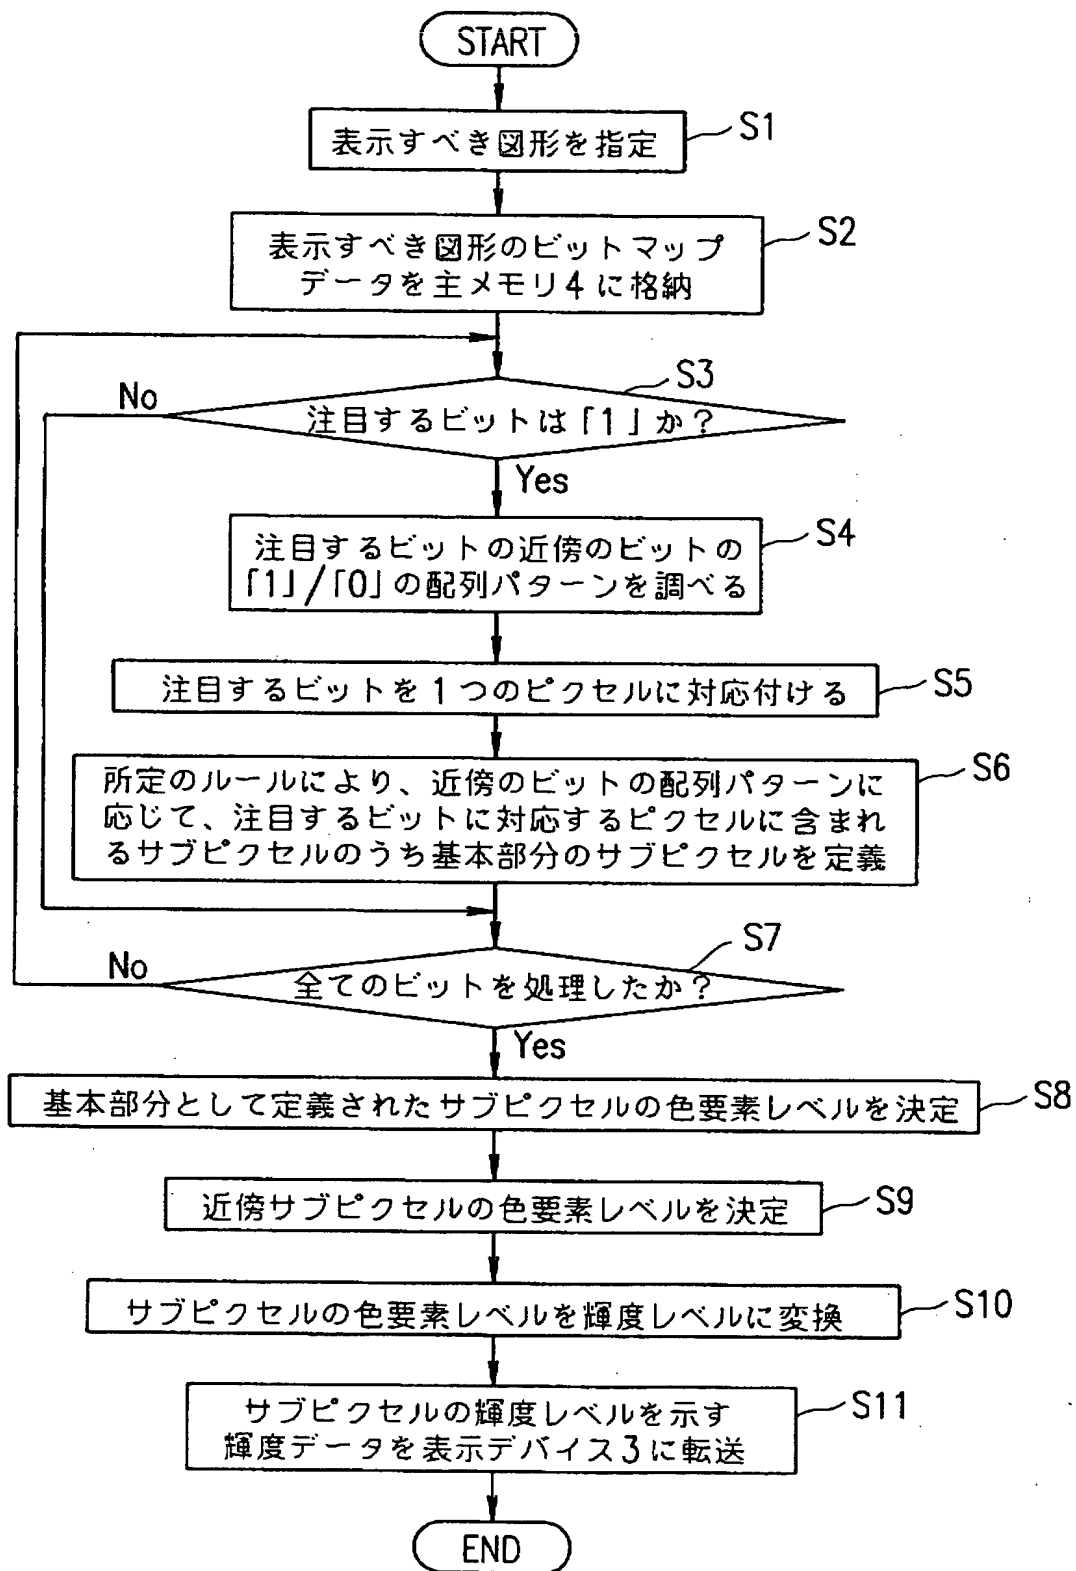 START
表示すべき図形を指定
S1
表示すべき図形のビットマップ
データを主メモリ4に格納
S2
注目するビットは「1」か?
S3
No
Yes
注目するビットの近傍のビットの
「1」/「0」の配列パターンを調べる
S4
注目するビットを1つのピクセルに対応付ける
S5
所定のルールにより、近傍のビットの配列パターンに
応じて、注目するビットに対応するピクセルに含まれ
るサブピクセルのうち基本部分のサブピクセルを定義
S6
全てのビットを処理したか?
S7
No
Yes
基本部分として定義されたサブピクセルの色要素レベルを決定
S8
近傍サブピクセルの色要素レベルを決定
S9
サブピクセルの色要素レベルを輝度レベルに変換
S10
サブピクセルの輝度レベルを示す
輝度データを表示デバイス3に転送
S11
END